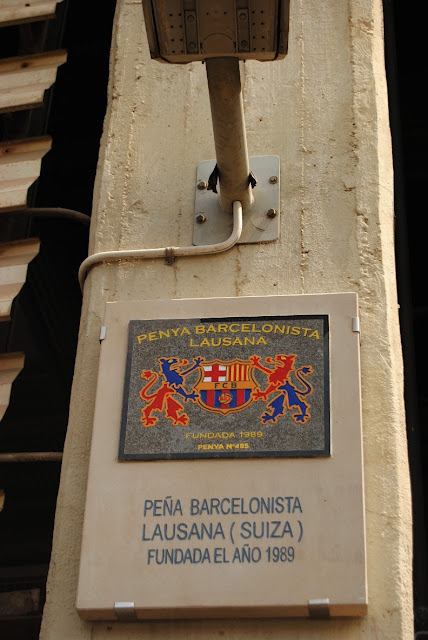 PENYA BARCELONISTA
LAUSANA
FCB
FUNDADA 1989
PENYA Nº495
PEÑA BARCELONISTA
LAUSANA ( SUIZA )
FUNDADA EL AÑO 1989